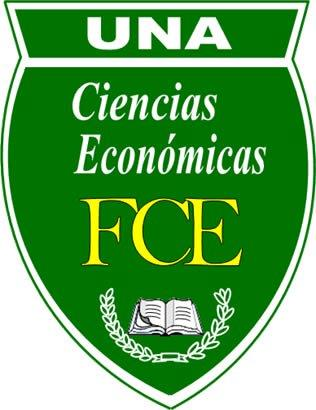 UNA
Ciencias
Económicas
FCE